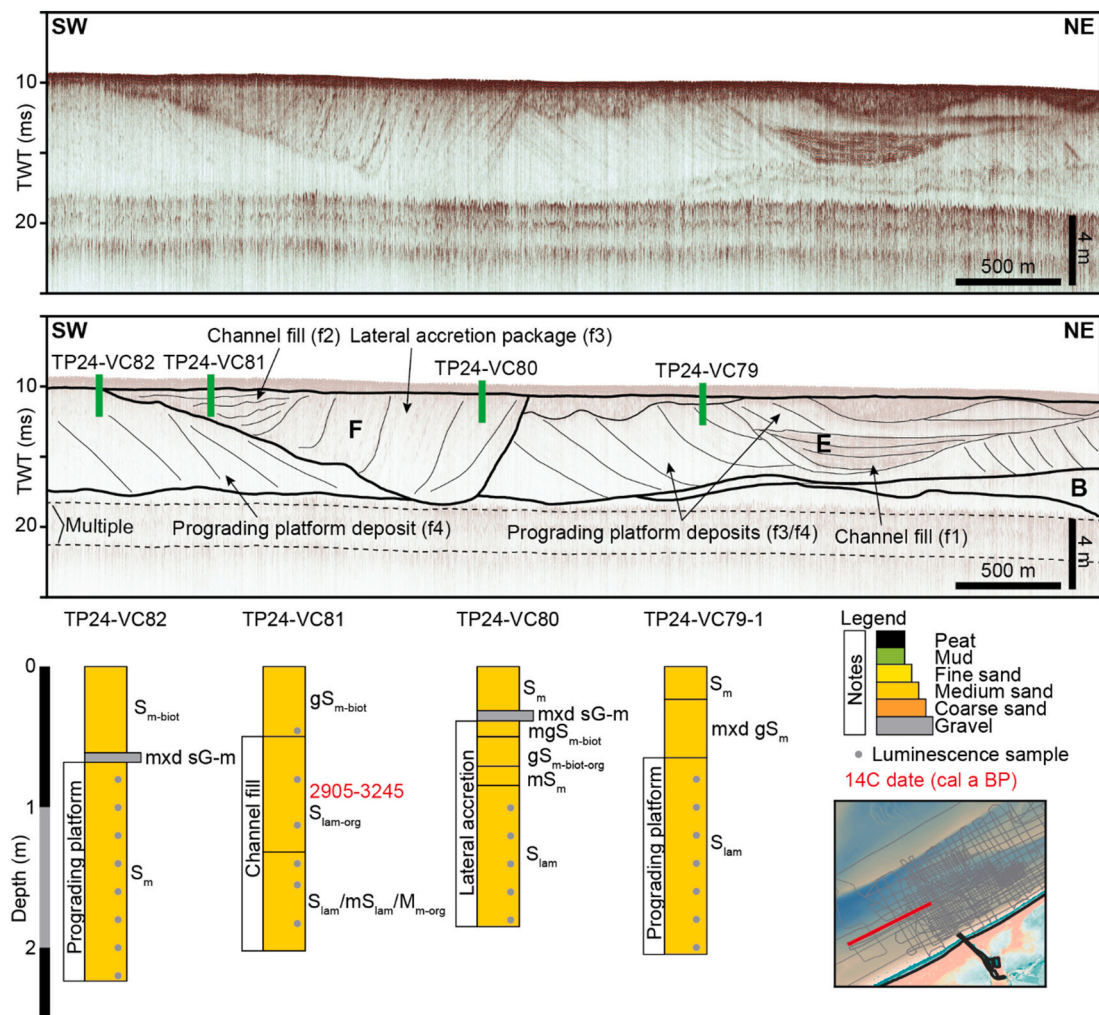 SW
NE
10
TWT (ms)
20
4 m
500 m
SW
NE
Channel fill (f2)
Lateral accretion package (f3)
TP24-VC82
TP24-VC81
TP24-VC80
TP24-VC79
10
F
E
TWT (ms)
B
20
Multiple
Prograding platform deposit (f4)
Prograding platform deposits (f3/f4)
Channel fill (f1)
4 m
500 m
TP24-VC82
TP24-VC81
TP24-VC80
TP24-VC79-1
0
1
2
Depth (m)
Sm-biot
mxd sG-m
Prograding platform
Sm
gSm-biot
Channel fill
2905-3245
Slam-org
Slam/mSlam/Mm-org
Sm
mxd sG-m
mgSm-biot
gSm-biot-org
mSm
Lateral accretion
Slam
Sm
mxd gSm
Prograding platform
Slam
Legend
Notes
Peat
Mud
Fine sand
Medium sand
Coarse sand
Gravel
Luminescence sample
14C date (cal a BP)